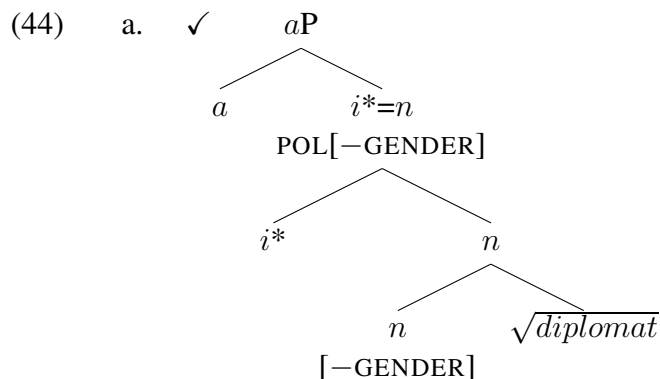 (44) a. ✓ aP
a i*=n
POL[−GENDER]
i* n
n √diplomat
[−GENDER]